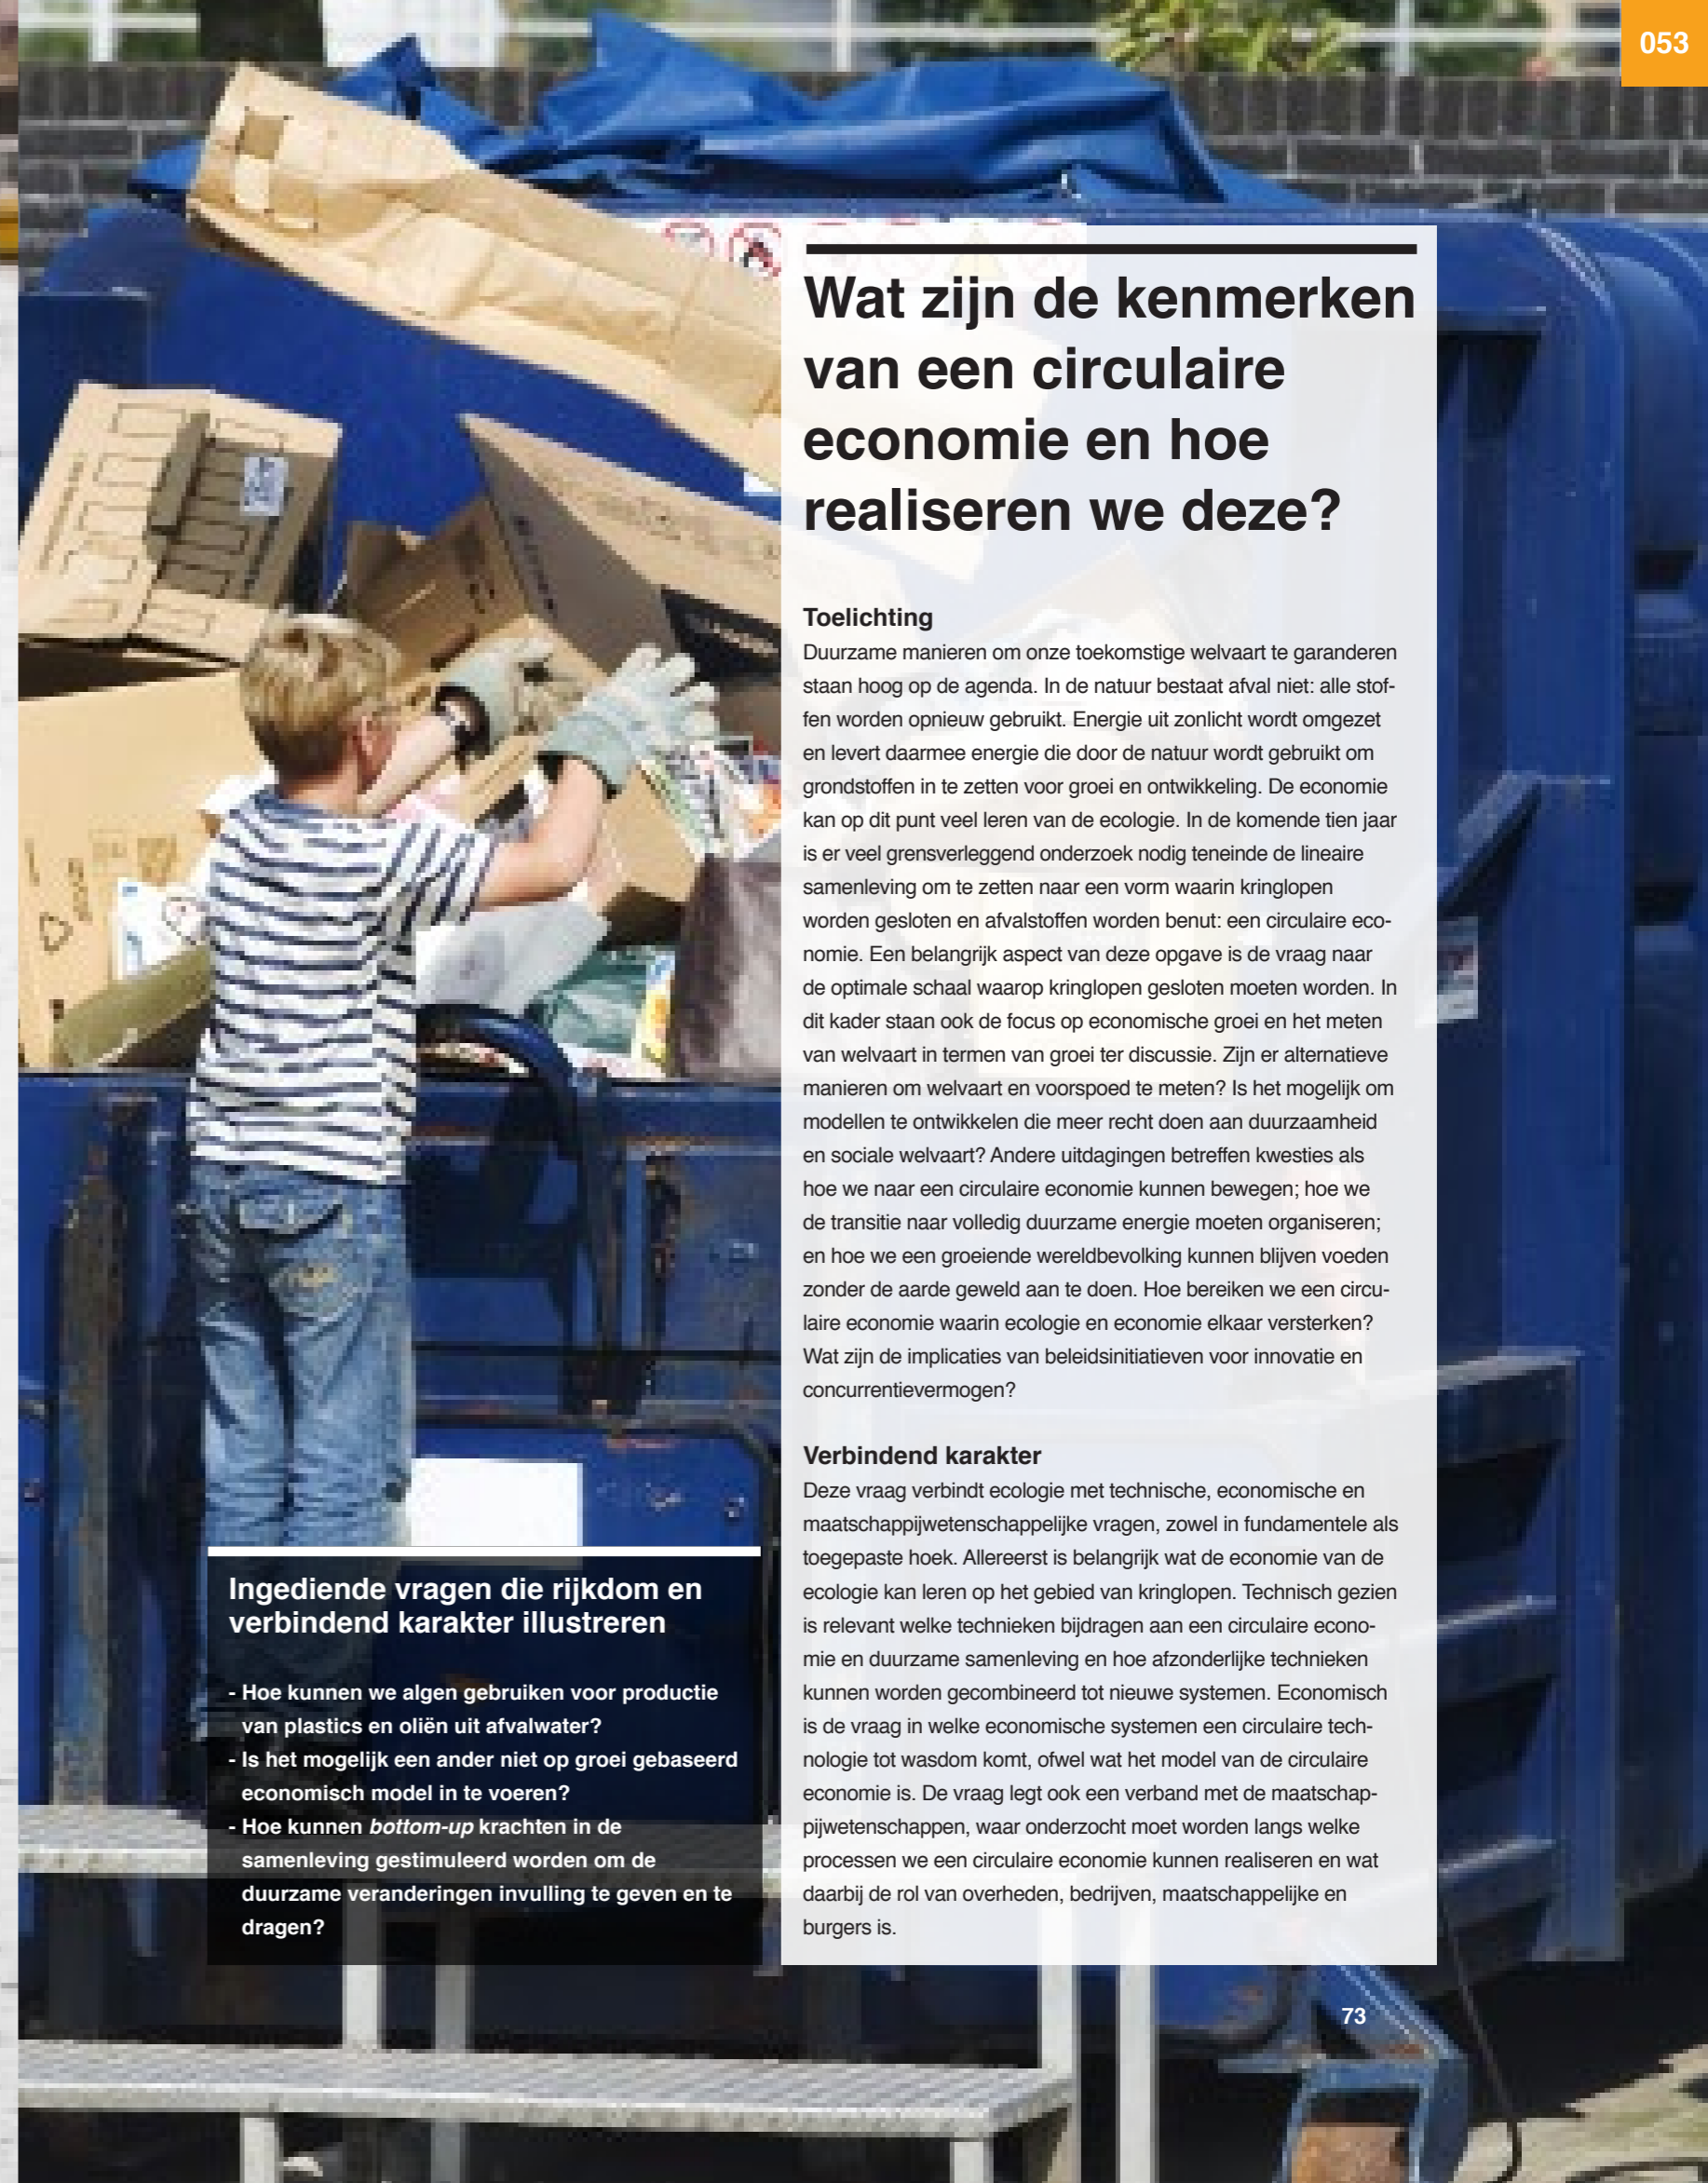 053
Wat zijn de kenmerken
van een circulaire
economie en hoe
realiseren we deze?
Toelichting
Duurzame manieren om onze toekomstige welvaart te garanderen
staan hoog op de agenda. In de natuur bestaat afval niet: alle stof-
fen worden opnieuw gebruikt. Energie uit zonlicht wordt omgezet
en levert daarmee energie die door de natuur wordt gebruikt om
grondstoffen in te zetten voor groei en ontwikkeling. De economie
kan op dit punt veel leren van de ecologie. In de komende tien jaar
is er veel grensverleggend onderzoek nodig teneinde de lineaire
samenleving om te zetten naar een vorm waarin kringlopen
worden gesloten en afvalstoffen worden benut: een circulaire eco-
nomie. Een belangrijk aspect van deze opgave is de vraag naar
de optimale schaal waarop kringlopen gesloten moeten worden. In
dit kader staan ook de focus op economische groei en het meten
van welvaart in termen van groei ter discussie. Zijn er alternatieve
manieren om welvaart en voorspoed te meten? Is het mogelijk om
modellen te ontwikkelen die meer recht doen aan duurzaamheid
en sociale welvaart? Andere uitdagingen betreffen kwesties als
hoe we naar een circulaire economie kunnen bewegen; hoe we
de transitie naar volledig duurzame energie moeten organiseren;
en hoe we een groeiende wereldbevolking kunnen blijven voeden
zonder de aarde geweld aan te doen. Hoe bereiken we een circu-
laire economie waarin ecologie en economie elkaar versterken?
Wat zijn de implicaties van beleidsinitiatieven voor innovatie en
concurrentievermogen?
Verbindend karakter
Deze vraag verbindt ecologie met technische, economische en
maatschappijwetenschappelijke vragen, zowel in fundamentele als
toegepaste hoek. Allereerst is belangrijk wat de economie van de
ecologie kan leren op het gebied van kringlopen. Technisch gezien
is relevant welke technieken bijdragen aan een circulaire econo-
mie en duurzame samenleving en hoe afzonderlijke technieken
kunnen worden gecombineerd tot nieuwe systemen. Economisch
is de vraag in welke economische systemen een circulaire tech-
nologie tot wasdom komt, ofwel wat het model van de circulaire
economie is. De vraag legt ook een verband met de maatschap-
pijwetenschappen, waar onderzocht moet worden langs welke
processen we een circulaire economie kunnen realiseren en wat
daarbij de rol van overheden, bedrijven, maatschappelijke en
burgers is.
Ingediende vragen die rijkdom en
verbindend karakter illustreren
- Hoe kunnen we algen gebruiken voor productie
van plastics en oliën uit afvalwater?
- Is het mogelijk een ander niet op groei gebaseerd
economisch model in te voeren?
- Hoe kunnen bottom-up krachten in de
samenleving gestimuleerd worden om de
duurzame veranderingen invulling te geven en te
dragen?
73